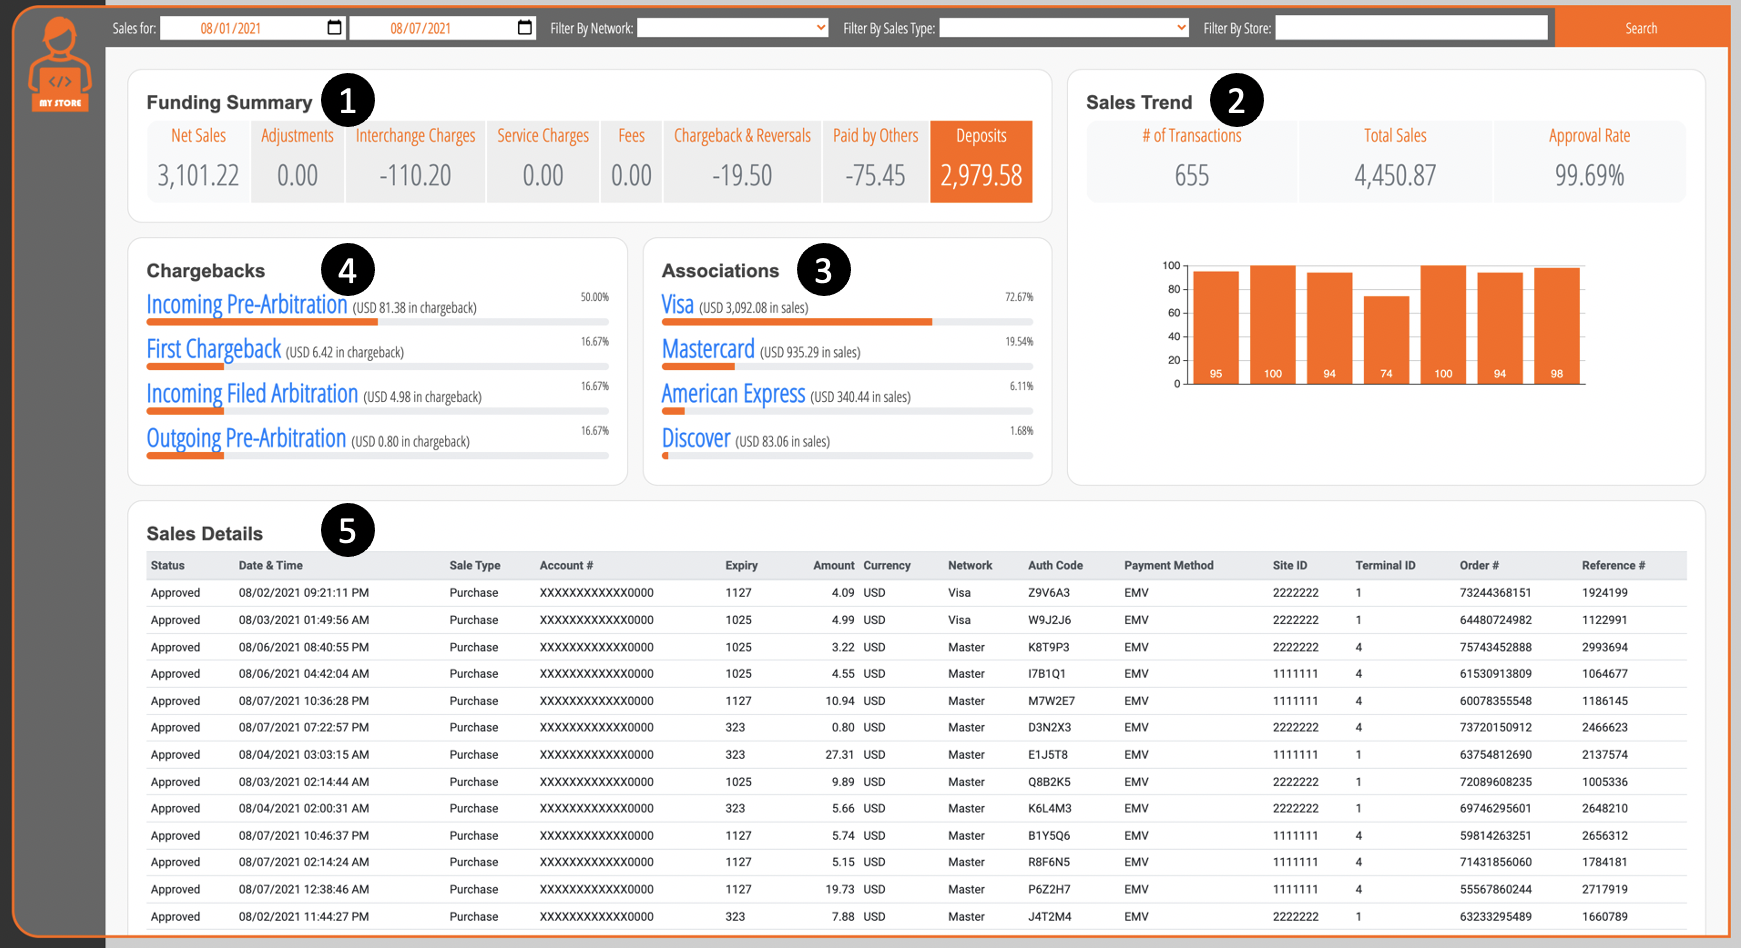 Sales for: 08/01/2021 08/07/2021 Filter By Network: Filter By Sales Type: Filter By Store: Search
</>
MY STORE
Funding Summary 1
Net Sales Adjustments Interchange Charges Service Charges Fees Chargeback & Reversals Paid by Others Deposits
3,101.22 0.00 -110.20 0.00 0.00 -19.50 -75.45 2,979.58
Sales Trend 2
# of Transactions Total Sales Approval Rate
655 4,450.87 99.69%
100
80
60
40
20
0
95 100 94 74 100 94 98
Chargebacks 4
Incoming Pre-Arbitration (USD 81.38 in chargeback) 50.00%
First Chargeback (USD 6.42 in chargeback) 16.67%
Incoming Filed Arbitration (USD 4.98 in chargeback) 16.67%
Outgoing Pre-Arbitration (USD 0.80 in chargeback) 16.67%
Associations 3
Visa (USD 3,092.08 in sales) 72.67%
Mastercard (USD 935.29 in sales) 19.54%
American Express (USD 340.44 in sales) 6.11%
Discover (USD 83.06 in sales) 1.68%
Sales Details 5
Status Date & Time Sale Type Account # Expiry Amount Currency Network Auth Code Payment Method Site ID Terminal ID Order # Reference #
Approved 08/02/2021 09:21:11 PM Purchase XXXXXXXXXXXX0000 1127 4.09 USD Visa Z9V6A3 EMV 2222222 1 73244368151 1924199
Approved 08/03/2021 01:49:56 AM Purchase XXXXXXXXXXXX0000 1025 4.99 USD Visa W9J2J6 EMV 2222222 1 64480724982 1122991
Approved 08/06/2021 08:40:55 PM Purchase XXXXXXXXXXXX0000 1025 3.22 USD Master K8T9P3 EMV 2222222 4 75743452888 2993694
Approved 08/06/2021 04:42:04 AM Purchase XXXXXXXXXXXX0000 1025 4.55 USD Master I7B1Q1 EMV 1111111 4 61530913809 1064677
Approved 08/07/2021 10:36:28 PM Purchase XXXXXXXXXXXX0000 1127 10.94 USD Master M7W2E7 EMV 1111111 4 60078355548 1186145
Approved 08/07/2021 07:22:57 PM Purchase XXXXXXXXXXXX0000 323 0.80 USD Master D3N2X3 EMV 2222222 4 73720150912 2466623
Approved 08/04/2021 03:03:15 AM Purchase XXXXXXXXXXXX0000 323 27.31 USD Master E1J5T8 EMV 1111111 1 63754812690 2137574
Approved 08/03/2021 02:14:44 AM Purchase XXXXXXXXXXXX0000 1025 9.89 USD Master Q8B2K5 EMV 2222222 1 72089608235 1005336
Approved 08/04/2021 02:00:31 AM Purchase XXXXXXXXXXXX0000 323 5.66 USD Master K6L4M3 EMV 2222222 1 69746295601 2648210
Approved 08/07/2021 10:46:37 PM Purchase XXXXXXXXXXXX0000 1127 5.74 USD Master B1Y5Q6 EMV 1111111 4 59814263251 2656312
Approved 08/07/2021 02:14:24 AM Purchase XXXXXXXXXXXX0000 1127 5.15 USD Master R8F6N5 EMV 1111111 4 71431856060 1784181
Approved 08/07/2021 12:38:46 AM Purchase XXXXXXXXXXXX0000 1127 19.73 USD Master P6Z2H7 EMV 1111111 4 55567860244 2717919
Approved 08/02/2021 11:44:27 PM Purchase XXXXXXXXXXXX0000 323 7.88 USD Master J4T2M4 EMV 2222222 1 63233295489 1660789